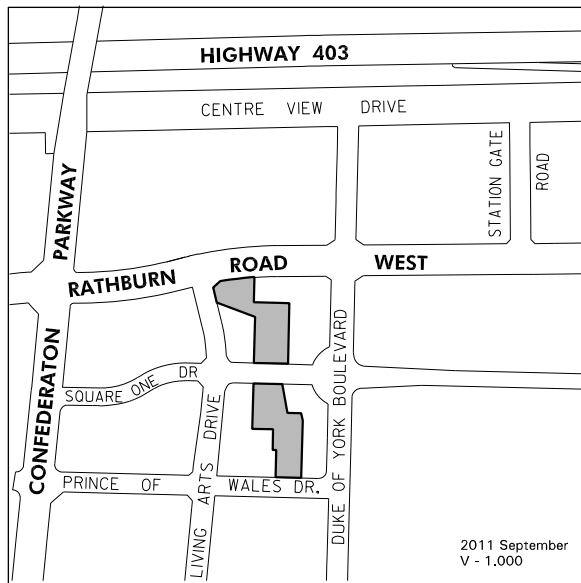 HIGHWAY 403
CENTRE VIEW DRIVE
STATION GATE
ROAD
PARKWAY
RATHBURN ROAD WEST
CONFEDERATON
SQUARE ONE DR
LIVING ARTS DRIVE
DUKE OF YORK BOULEVARD
PRINCE OF WALES DR.
2011 September
V - 1.000